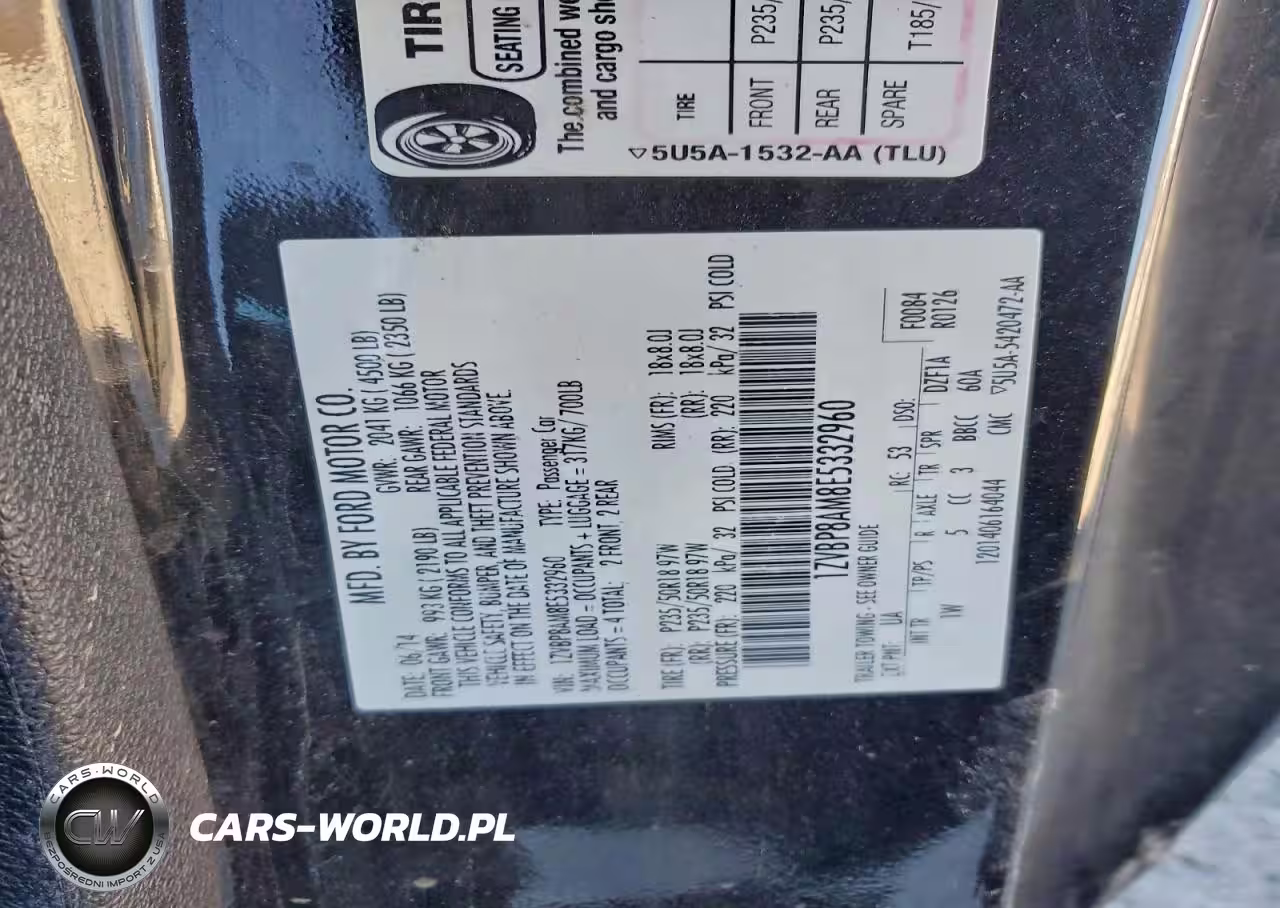 TIR
SEATING
The combined we
and cargo sho
TIRE
FRONT P235/
REAR P235/
SPARE T185/
▽5U5A-1532-AA (TLU)
MFD. BY FORD MOTOR CO.
DATE: 06/14 GVWR: 2041 KG (4500 LB)
FRONT GAWR: 993 KG (2190 LB) REAR GAWR: 1066 KG (2350 LB)
THIS VEHICLE CONFORMS TO ALL APPLICABLE FEDERAL MOTOR
VEHICLE SAFETY, BUMPER, AND THEFT PREVENTION STANDARDS
IN EFFECT ON THE DATE OF MANUFACTURE SHOWN ABOVE.
VIN: 1ZVBP8AM8E5332960 TYPE: Passenger Car
MAXIMUM LOAD = OCCUPANTS + LUGGAGE = 317KG/700LB
OCCUPANTS = 4 TOTAL; 2 FRONT, 2 REAR
TIRE (FR): P235/50R18 97W RIMS (FR): 18x8.0J
(RR): P235/50R18 97W (RR): 18x8.0J
PRESSURE (FR): 220 kPa/ 32 PSI COLD (RR): 220 kPa/ 32 PSI COLD
1ZVBP8AM8E5332960
TRAILER TOWING - SEE OWNER GUIDE
EXT PNT: UA RC: 53 DSO: F0084
INT TR TP/PS R AXLE TR SPR DZF1A R0126
1W 5 CC 3 BBCC 60A
1201406164044 CMC ▽5U5A-5420472-AA
CARS-WORLD
CW
BEZPOŚREDNI IMPORT Z USA
CARS-WORLD.PL